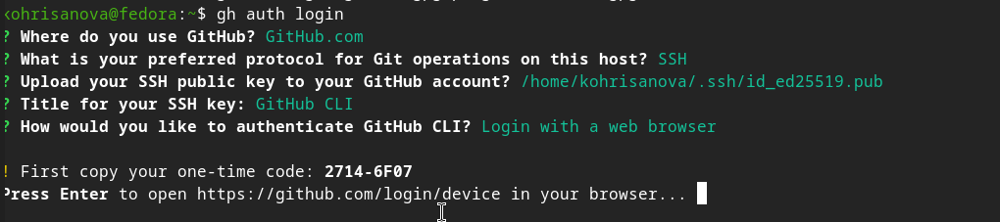 kohrisanova@fedora:~$ gh auth login
? Where do you use GitHub? GitHub.com
? What is your preferred protocol for Git operations on this host? SSH
? Upload your SSH public key to your GitHub account? /home/kohrisanova/.ssh/id_ed25519.pub
? Title for your SSH key: GitHub CLI
? How would you like to authenticate GitHub CLI? Login with a web browser
! First copy your one-time code: 2714-6F07
Press Enter to open https://github.com/login/device in your browser...